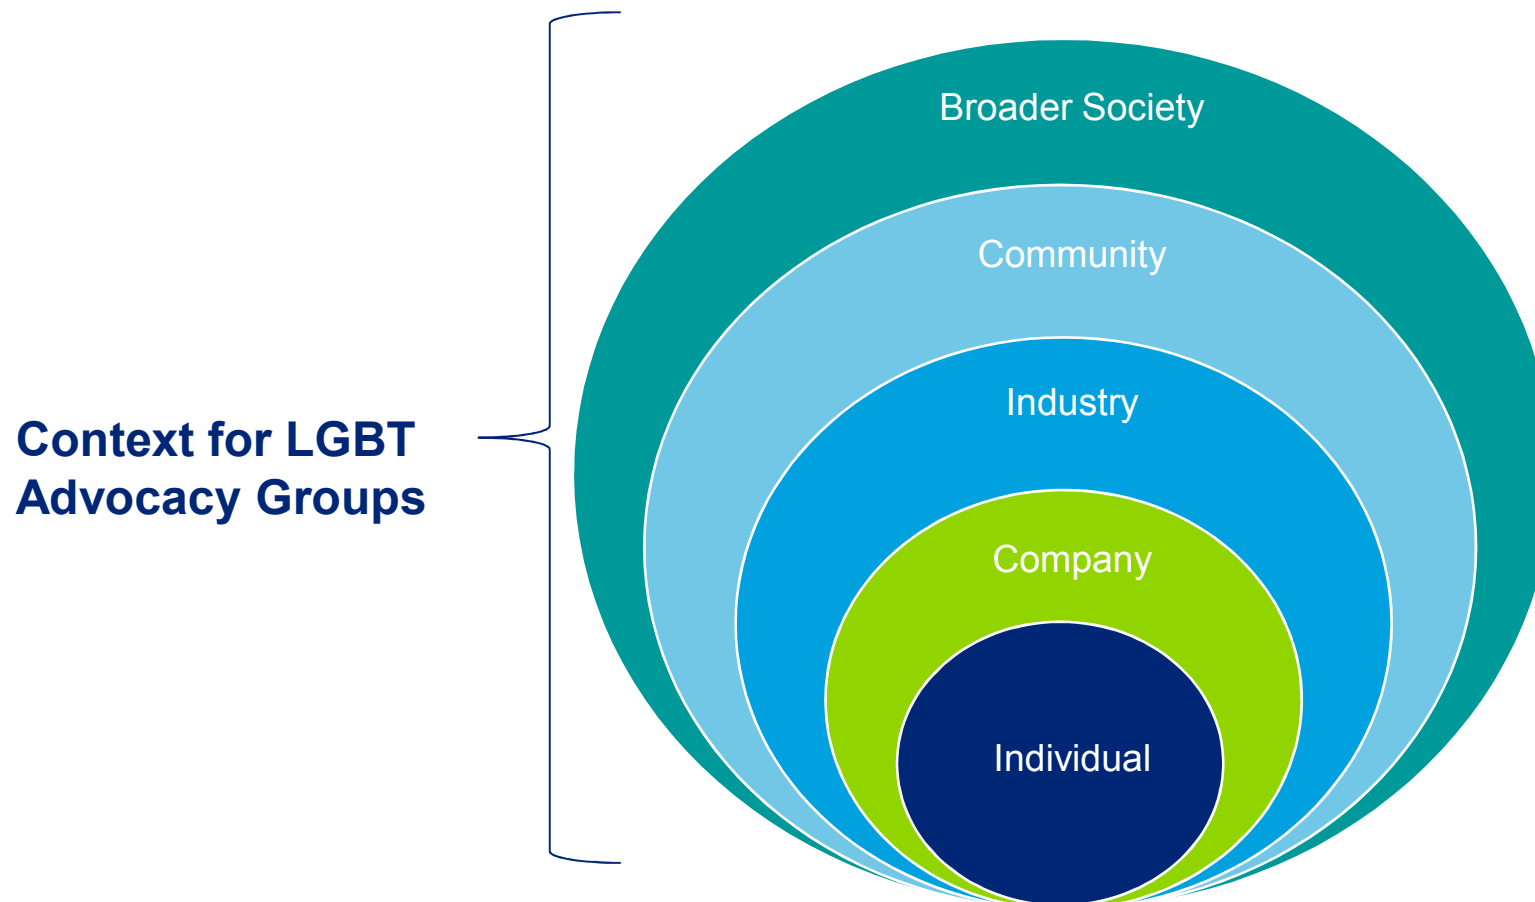 Context for LGBT
Advocacy Groups
Broader Society
Community
Industry
Company
Individual